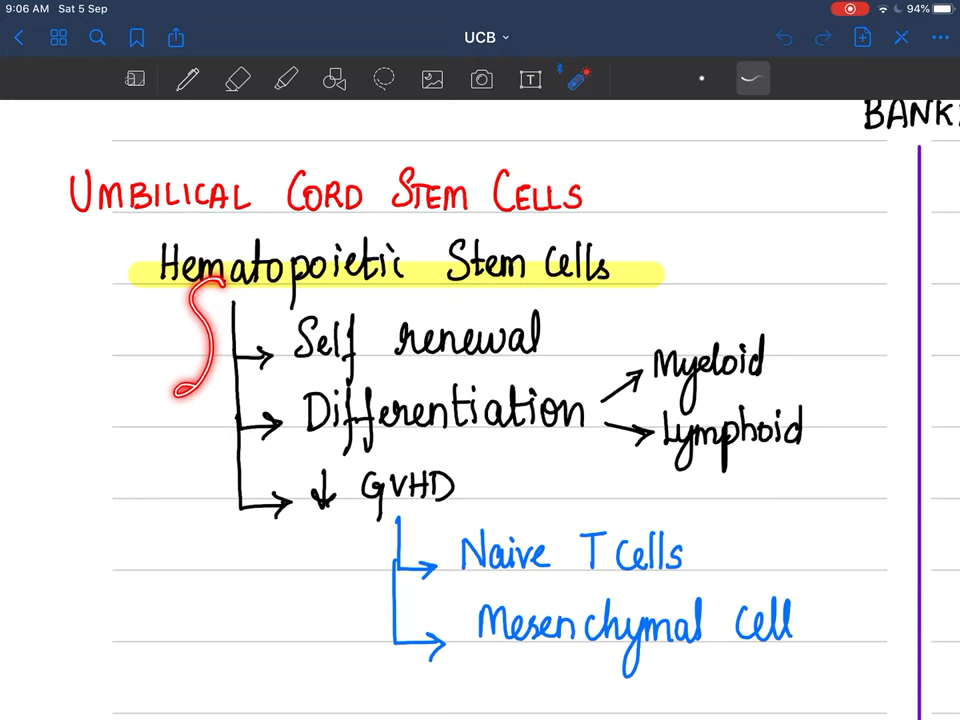 9:06 AM Sat 5 Sep 94%
UCB
T
UMBILICAL CORD STEM CELLS
Hematopoietic Stem Cells
Self renewal
Differentiation
Myeloid
Lymphoid
↓ GVHD
Naive T Cells
Mesenchymal Cell